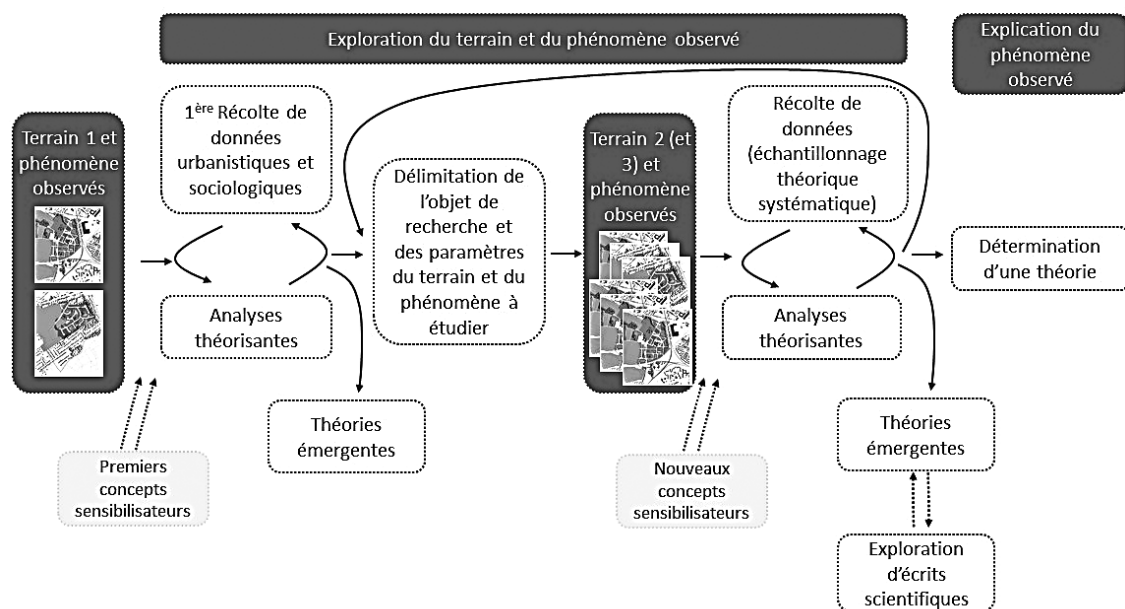 Exploration du terrain et du phénomène observé
Explication du
phénomène
observé
Terrain 1 et
phénomène
observés
1ère Récolte de
données
urbanistiques et
sociologiques
Analyses
théorisantes
Premiers
concepts
sensibilisateurs
Théories
émergentes
Délimitation de
l’objet de
recherche et
des paramètres
du terrain et du
phénomène à
étudier
Terrain 2 (et
3) et
phénomène
observés
Récolte de
données
(échantillonnage
théorique
systématique)
Analyses
théorisantes
Nouveaux
concepts
sensibilisateurs
Théories
émergentes
Exploration
d’écrits
scientifiques
Détermination
d’une théorie